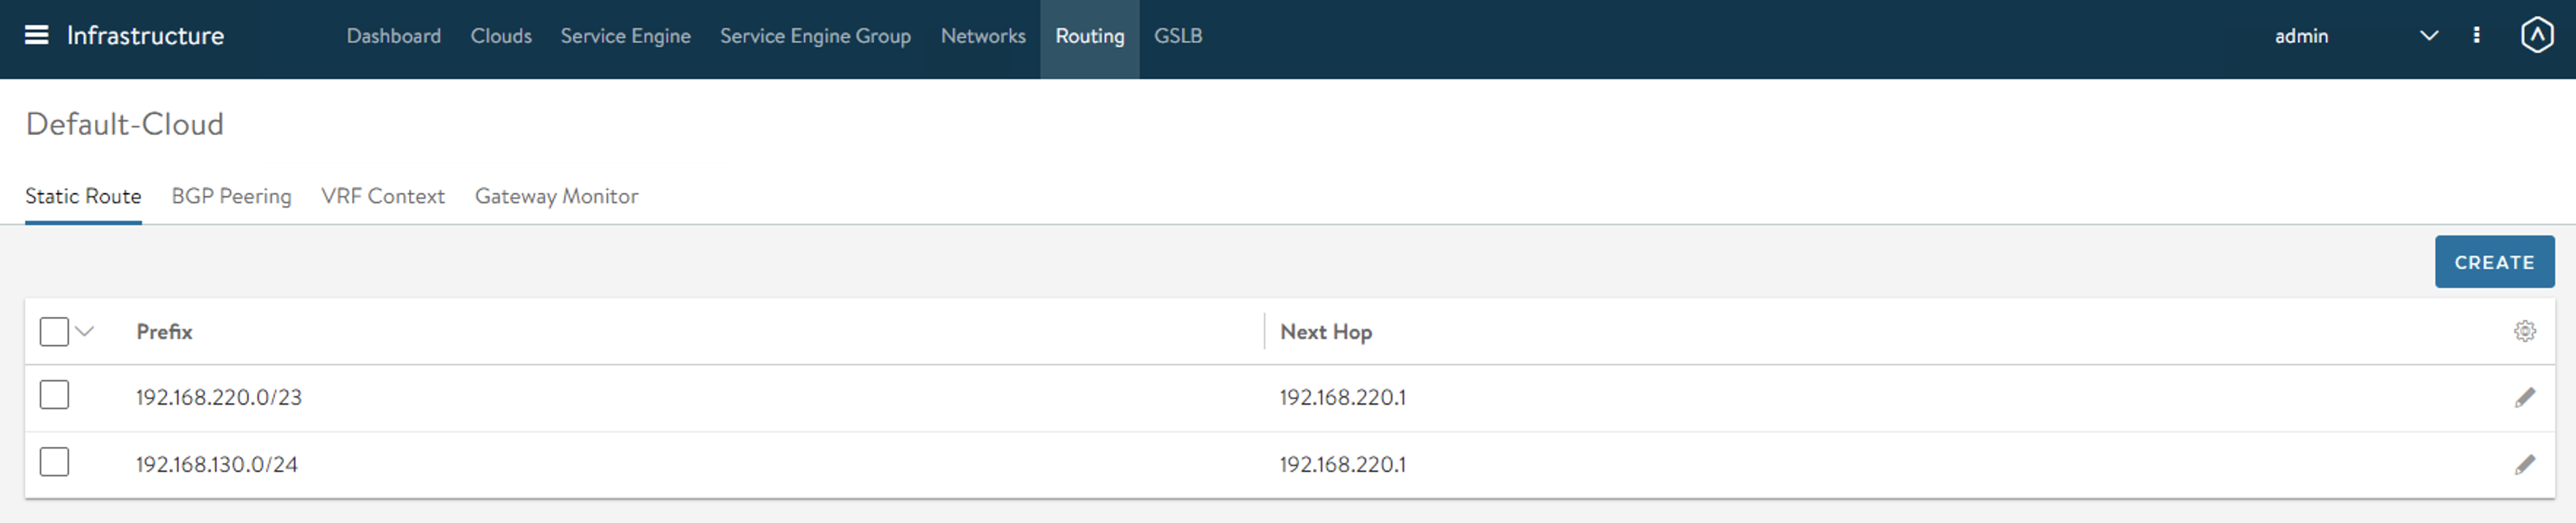 Infrastructure Dashboard Clouds Service Engine Service Engine Group Networks Routing GSLB admin
Default-Cloud
Static Route BGP Peering VRF Context Gateway Monitor
CREATE
Prefix Next Hop
192.168.220.0/23 192.168.220.1
192.168.130.0/24 192.168.220.1